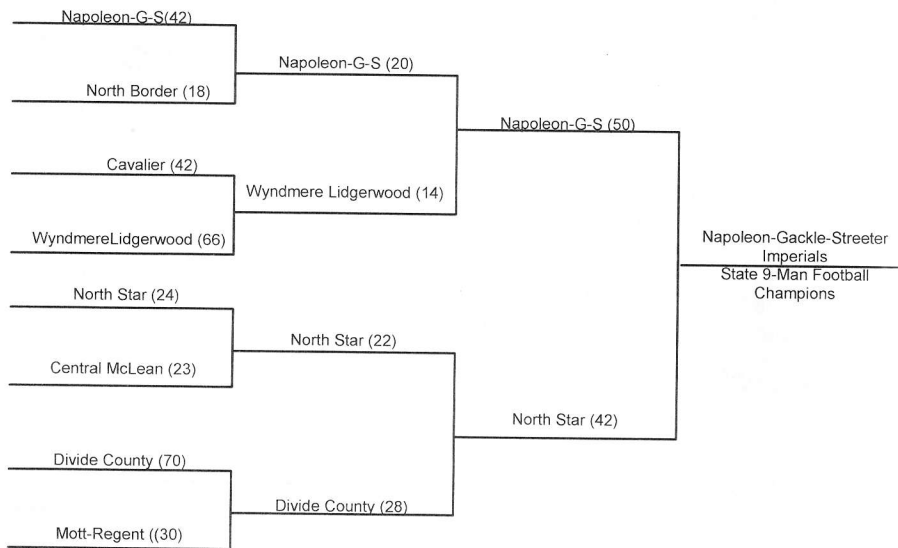 Napoleon-G-S(42)
North Border (18)
Cavalier (42)
WyndmereLidgerwood (66)
North Star (24)
Central McLean (23)
Divide County (70)
Mott-Regent ((30)
Napoleon-G-S (20)
Wyndmere Lidgerwood (14)
North Star (22)
Divide County (28)
Napoleon-G-S (50)
North Star (42)
Napoleon-Gackle-Streeter
Imperials
State 9-Man Football
Champions